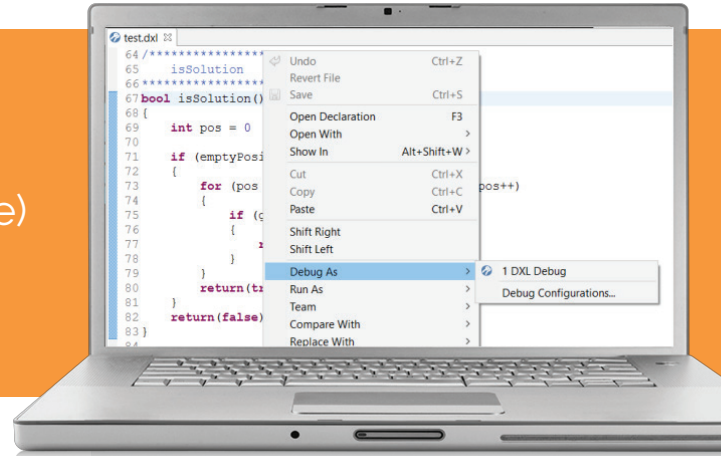 e)
test.dxl
64 /******************
65 isSolution
66 ******************
67 bool isSolution()
68 {
69 int pos = 0
70
71 if (emptyPosi
72 {
73 for (pos pos++)
74 {
75 if (g
76 {
77 r
78 }
79 }
80 return(tr
81 }
82 return(false)
83 }
84
Undo Ctrl+Z
Revert File
Save Ctrl+S
Open Declaration F3
Open With >
Show In Alt+Shift+W >
Cut Ctrl+X
Copy Ctrl+C
Paste Ctrl+V
Shift Right
Shift Left
Debug As >
1 DXL Debug
Debug Configurations...
Run As >
Team >
Compare With >
Replace With >